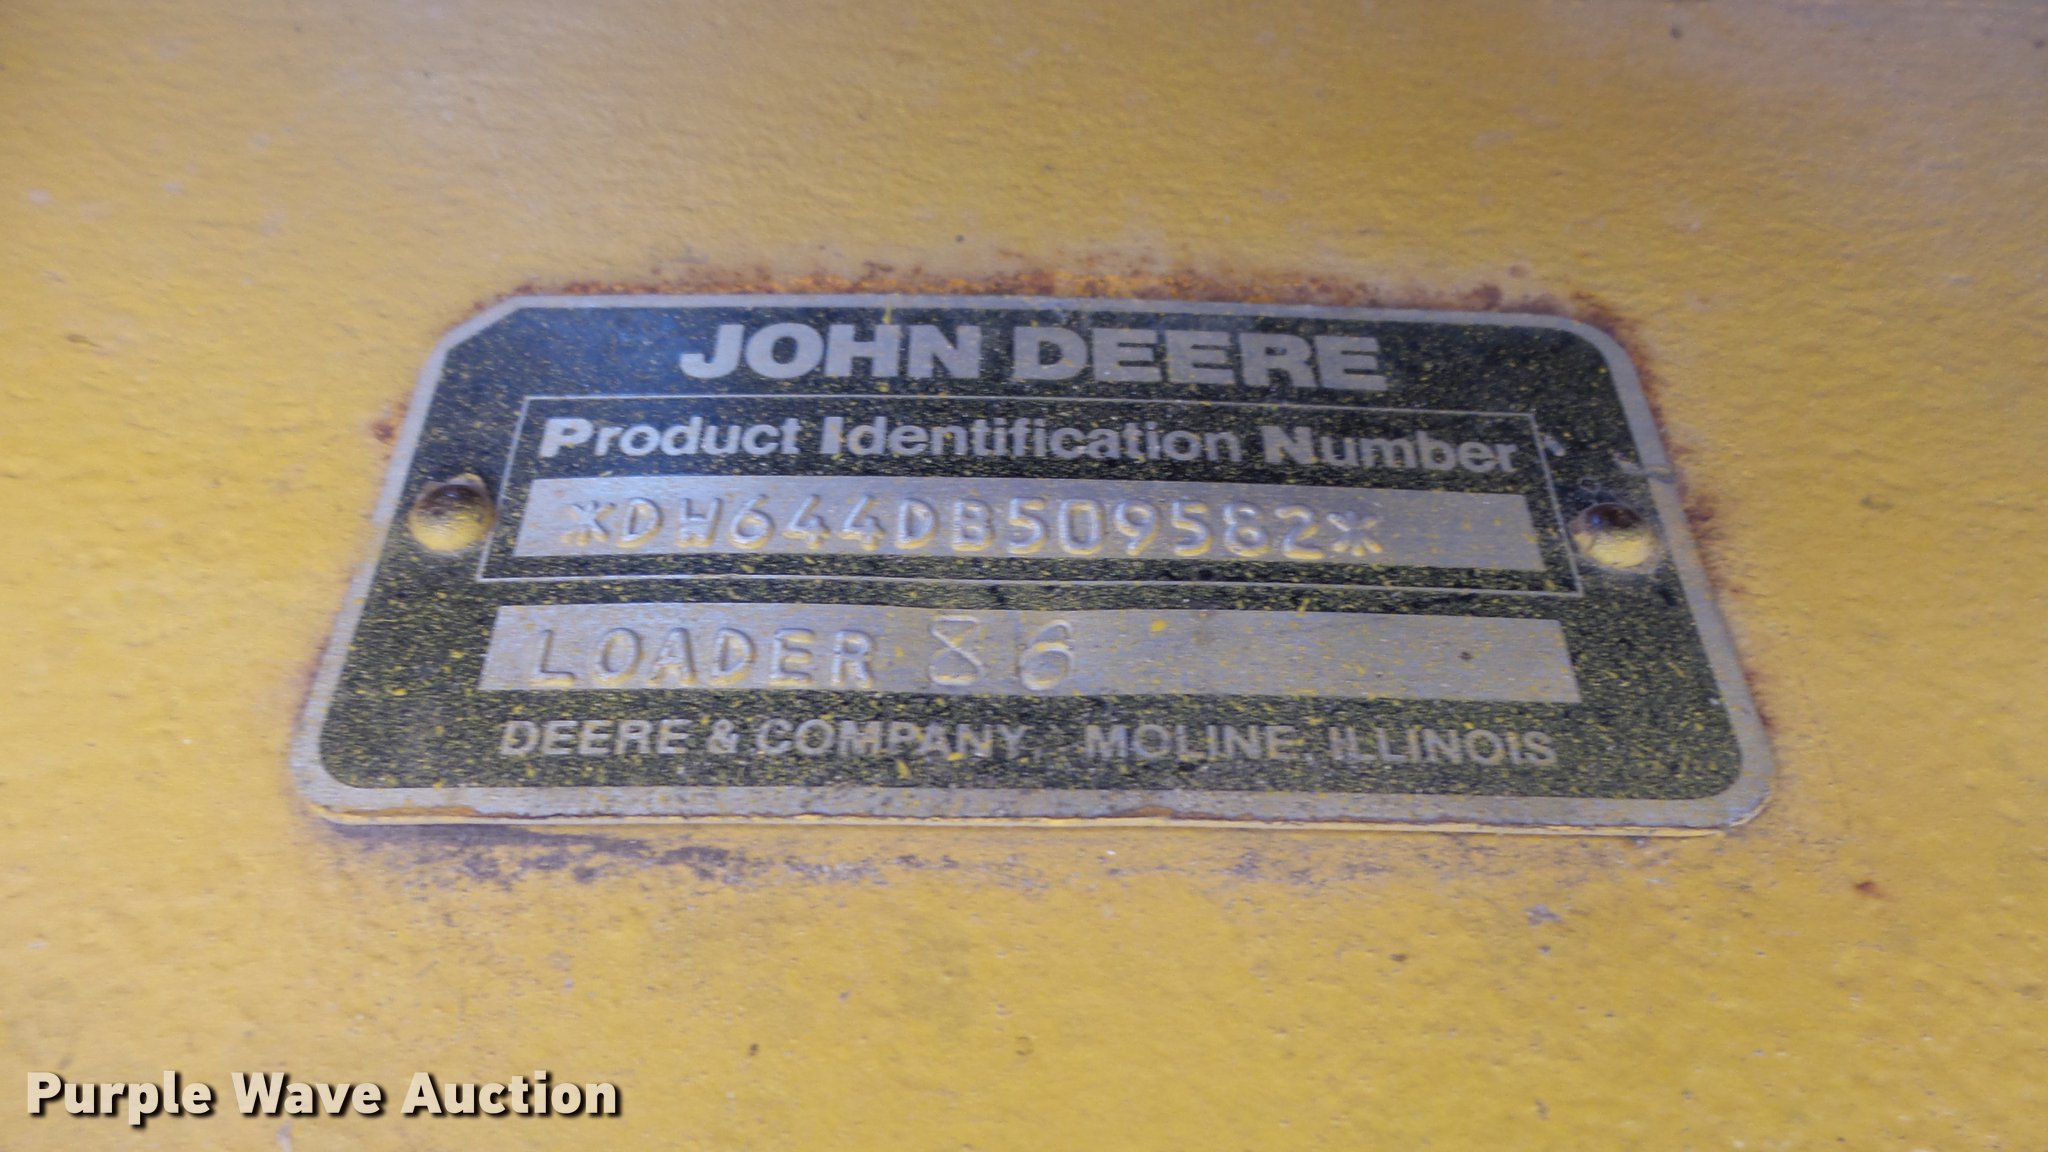 JOHN DEERE
Product Identification Number
*DW644DB509582*
LOADER 86
DEERE & COMPANY, MOLINE, ILLINOIS
Purple Wave Auction